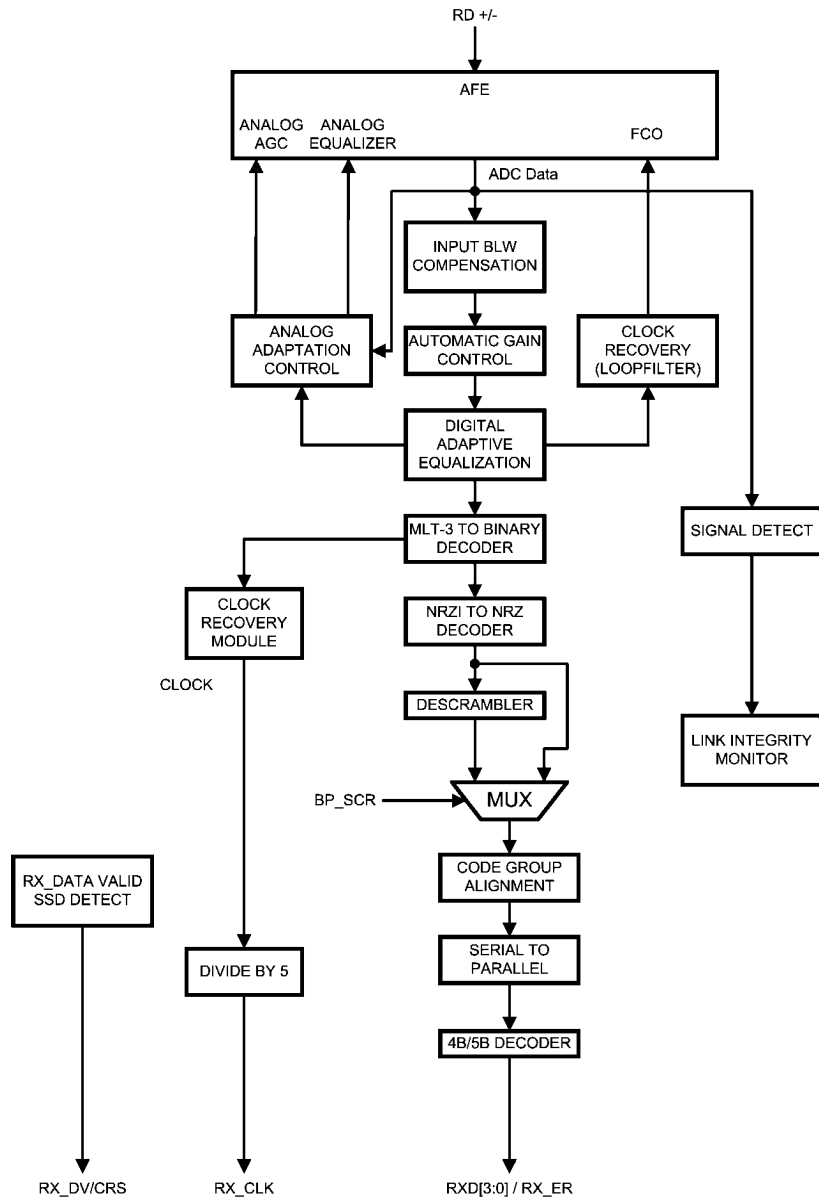 RD +/-
AFE
ANALOG
AGC
ANALOG
EQUALIZER
FCO
ADC Data
INPUT BLW
COMPENSATION
ANALOG
ADAPTATION
CONTROL
AUTOMATIC GAIN
CONTROL
CLOCK
RECOVERY
(LOOPFILTER)
DIGITAL
ADAPTIVE
EQUALIZATION
MLT-3 TO BINARY
DECODER
SIGNAL DETECT
CLOCK
RECOVERY
MODULE
NRZI TO NRZ
DECODER
CLOCK
DESCRAMBLER
LINK INTEGRITY
MONITOR
BP_SCR
MUX
RX_DATA VALID
SSD DETECT
CODE GROUP
ALIGNMENT
DIVIDE BY 5
SERIAL TO
PARALLEL
4B/5B DECODER
RX_DV/CRS
RX_CLK
RXD[3:0] / RX_ER